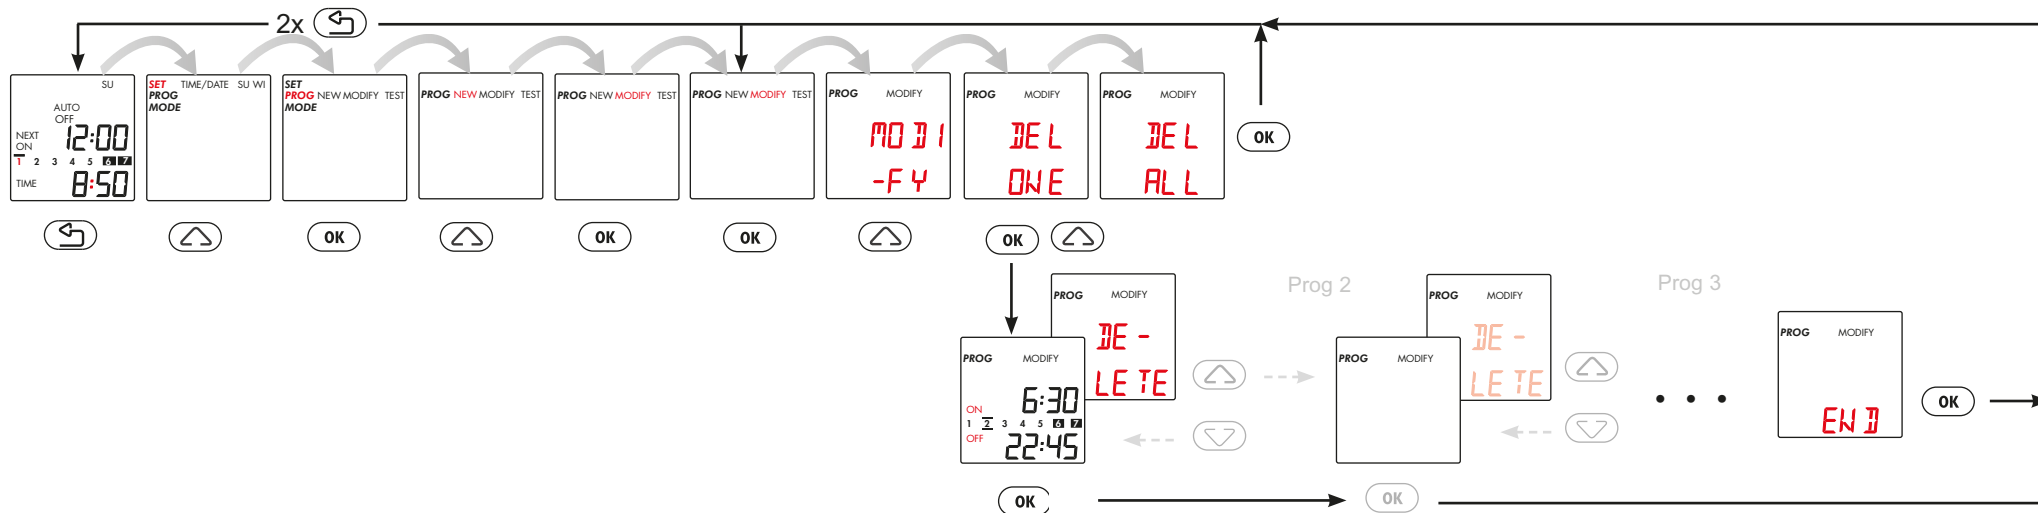 2x
SU
AUTO
OFF
NEXT
ON
12:00
1 2 3 4 5 6 7
TIME
8:50
SET TIME/DATE SU WI
PROG
MODE
SET
PROG NEW MODIFY TEST
MODE
PROG NEW MODIFY TEST
PROG NEW MODIFY TEST
PROG NEW MODIFY TEST
PROG MODIFY
MODI
-FY
PROG MODIFY
DEL
ONE
PROG MODIFY
DEL
ALL
OK
OK
OK
OK
OK
PROG MODIFY
DE-
LETE
PROG MODIFY
ON
6:30
1 2 3 4 5 6 7
OFF
22:45
Prog 2
PROG MODIFY
DE-
LETE
PROG MODIFY
Prog 3
• • •
PROG MODIFY
END
OK
OK
OK